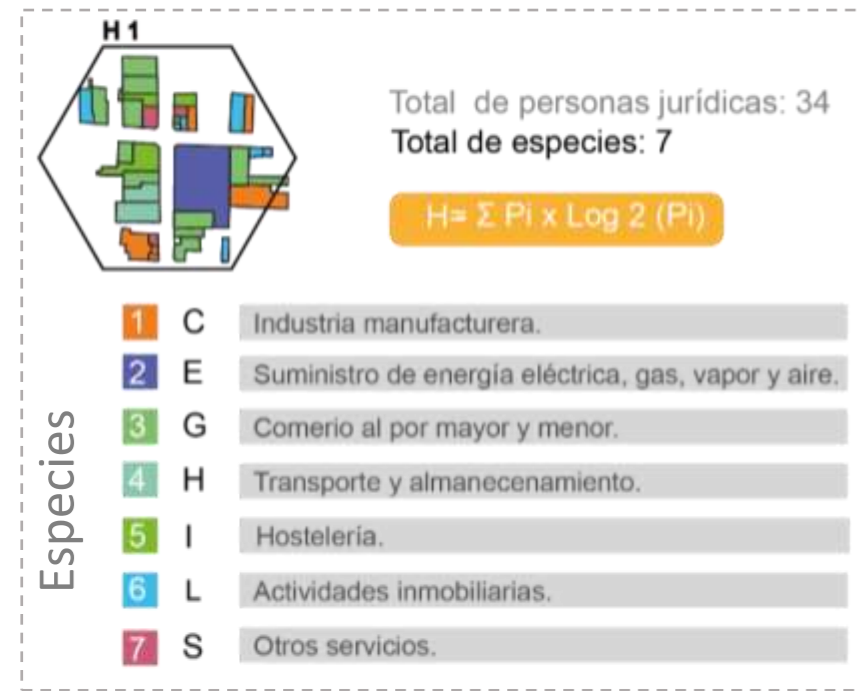 H 1
Total de personas jurídicas: 34
Total de especies: 7
H= Σ Pi x Log 2 (Pi)
Especies
1 C Industria manufacturera.
2 E Suministro de energía eléctrica, gas, vapor y aire.
3 G Comerio al por mayor y menor.
4 H Transporte y almanecenamiento.
5 I Hostelería.
6 L Actividades inmobiliarias.
7 S Otros servicios.